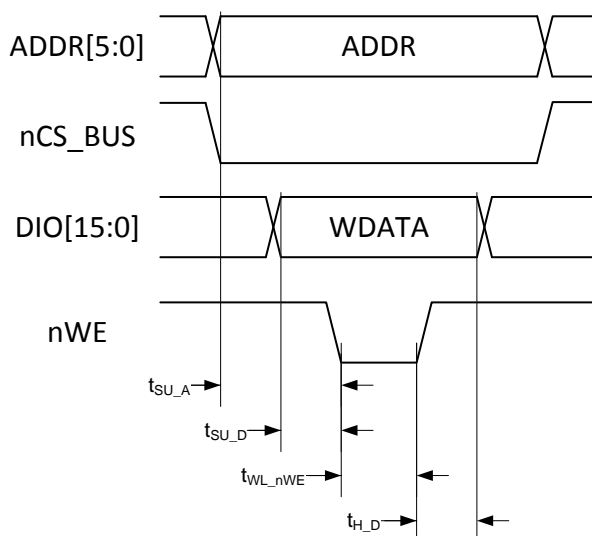 ADDR[5:0]
ADDR
nCS_BUS
DIO[15:0]
WDATA
nWE
tSU_A
tSU_D
tWL_nWE
tH_D